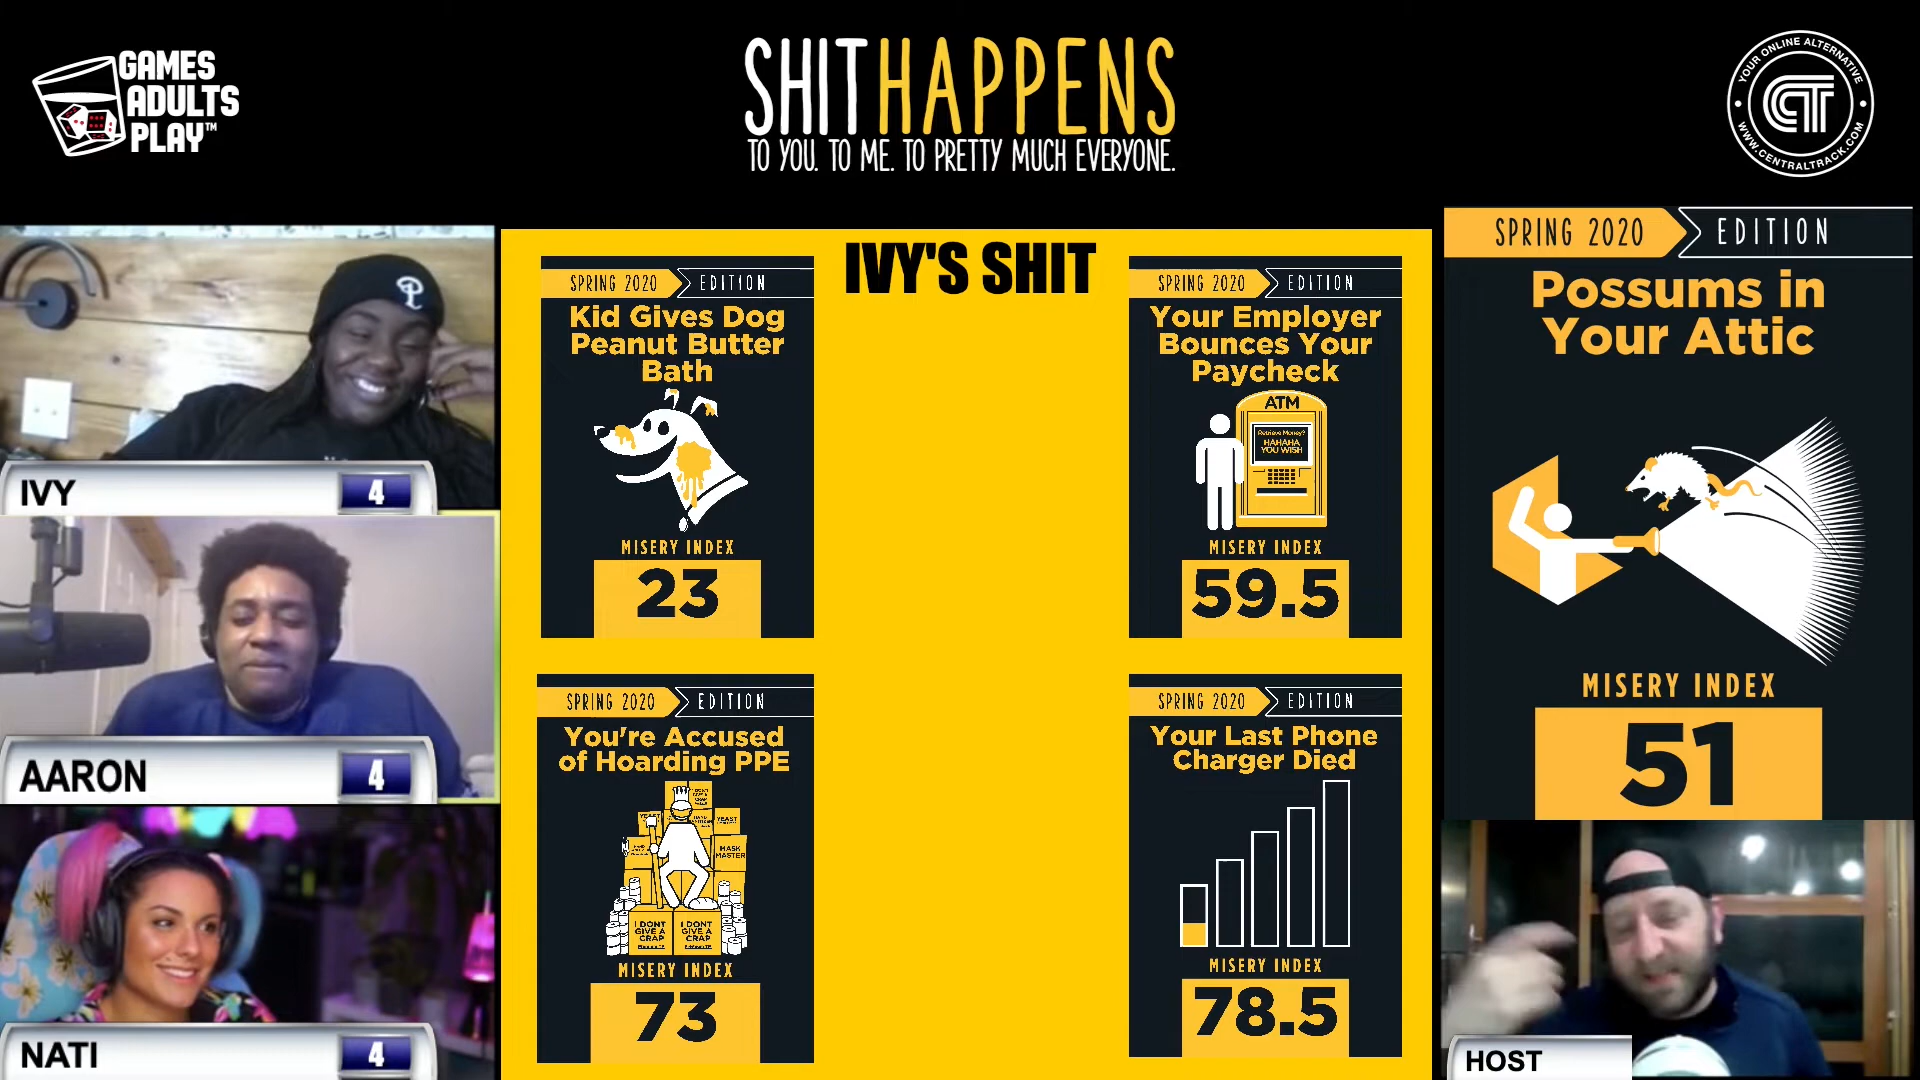 GAMES
ADULTS
PLAY™
SHIT HAPPENS
TO YOU. TO ME. TO PRETTY MUCH EVERYONE.
YOUR ONLINE ALTERNATIVE
CT
WWW.CENTRALTRACK.COM
IVY
4
AARON
4
NATI
4
IVY'S SHIT
SPRING 2020 EDITION
Kid Gives Dog
Peanut Butter
Bath
MISERY INDEX
23
SPRING 2020 EDITION
Your Employer
Bounces Your
Paycheck
ATM
Retrieve Money?
HAHAHA
YOU WISH
MISERY INDEX
59.5
SPRING 2020 EDITION
You're Accused
of Hoarding PPE
YEAST
YEAST
MASK
MASTER
I DONT
GIVE A
CRAP
I DONT
GIVE A
CRAP
MISERY INDEX
73
SPRING 2020 EDITION
Your Last Phone
Charger Died
MISERY INDEX
78.5
SPRING 2020 EDITION
Possums in
Your Attic
MISERY INDEX
51
HOST